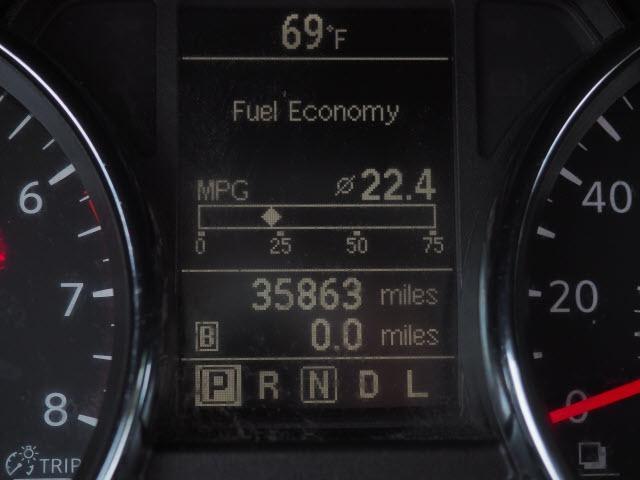 69°F
Fuel Economy
MPG ⌀ 22.4
0 25 50 75
35863 miles
B 0.0 miles
P R N D L
6
7
8
TRIP
40
20
0